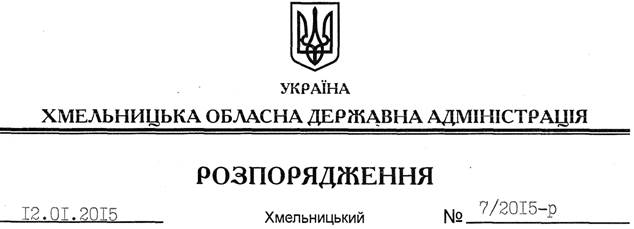 УКРАЇНА
ХМЕЛЬНИЦЬКА ОБЛАСНА ДЕРЖАВНА АДМІНІСТРАЦІЯ
РОЗПОРЯДЖЕННЯ
12.01.2015 Хмельницький № 7/2015-р